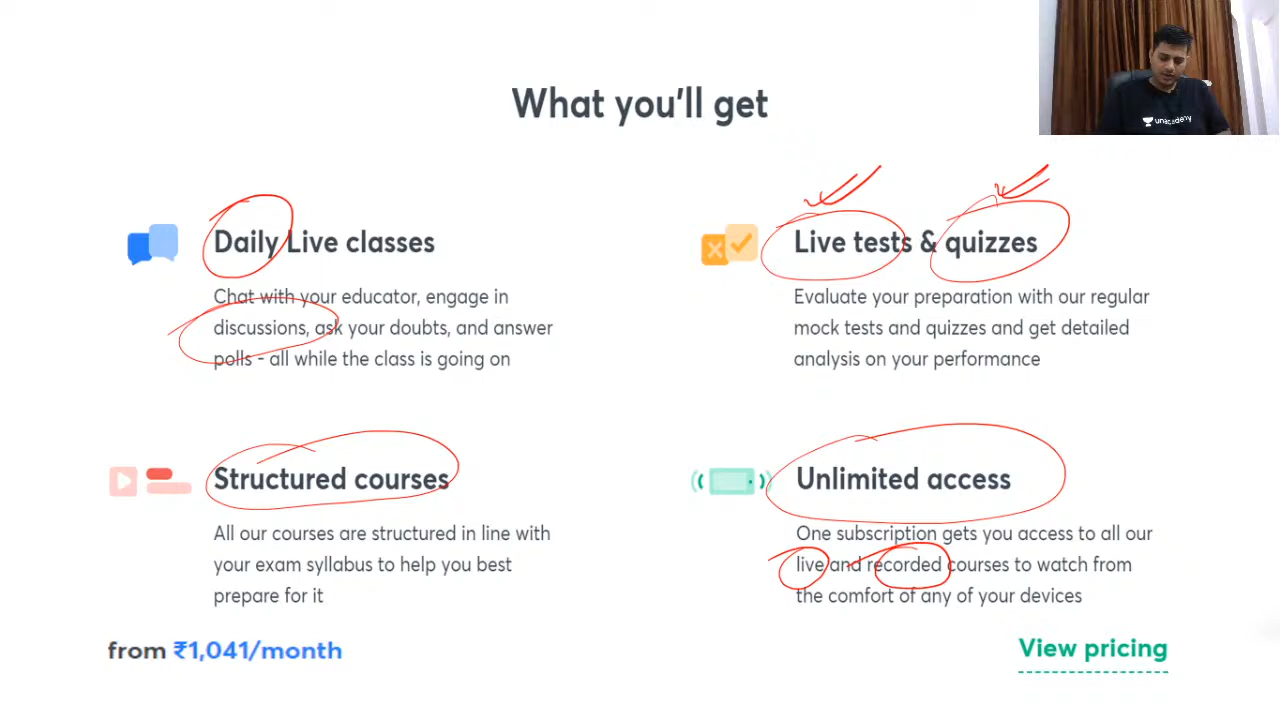 What you'll get
unacademy
Daily Live classes
Chat with your educator, engage in
discussions, ask your doubts, and answer
polls - all while the class is going on
Live tests & quizzes
Evaluate your preparation with our regular
mock tests and quizzes and get detailed
analysis on your performance
Structured courses
All our courses are structured in line with
your exam syllabus to help you best
prepare for it
Unlimited access
One subscription gets you access to all our
live and recorded courses to watch from
the comfort of any of your devices
from ₹1,041/month
View pricing